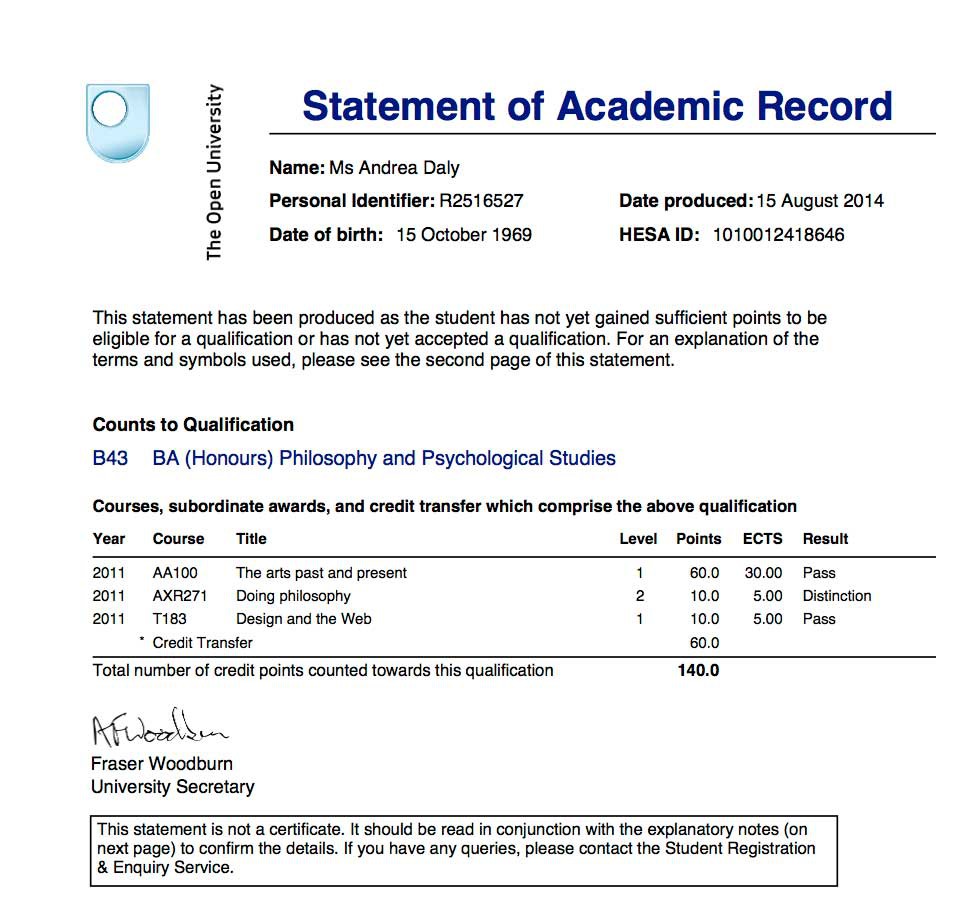 The Open University
Statement of Academic Record
Name: Ms Andrea Daly
Personal Identifier: R2516527 Date produced: 15 August 2014
Date of birth: 15 October 1969 HESA ID: 1010012418646
This statement has been produced as the student has not yet gained sufficient points to be
eligible for a qualification or has not yet accepted a qualification. For an explanation of the
terms and symbols used, please see the second page of this statement.
Counts to Qualification
B43 BA (Honours) Philosophy and Psychological Studies
Courses, subordinate awards, and credit transfer which comprise the above qualification
Year Course Title Level Points ECTS Result
2011 AA100 The arts past and present 1 60.0 30.00 Pass
2011 AXR271 Doing philosophy 2 10.0 5.00 Distinction
2011 T183 Design and the Web 1 10.0 5.00 Pass
* Credit Transfer 60.0
Total number of credit points counted towards this qualification 140.0
AFWoodburn
Fraser Woodburn
University Secretary
This statement is not a certificate. It should be read in conjunction with the explanatory notes (on
next page) to confirm the details. If you have any queries, please contact the Student Registration
& Enquiry Service.